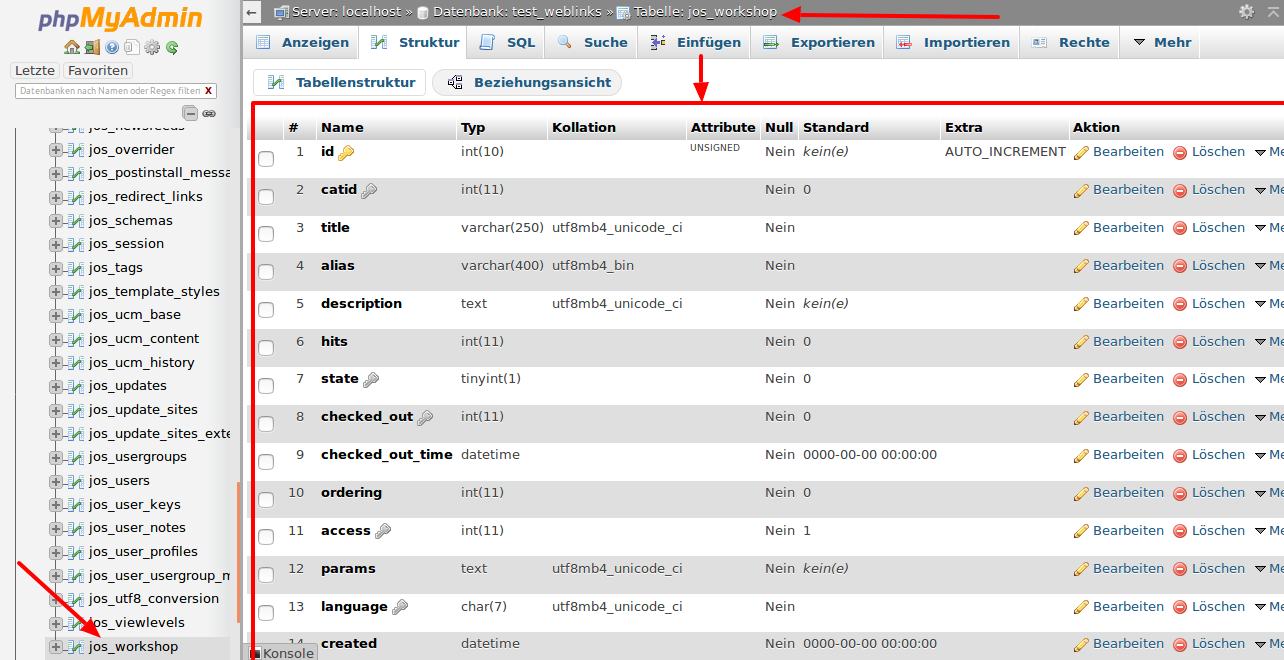 phpMyAdmin
Letzte Favoriten
Datenbanken nach Namen oder Regex filtern X
jos_newsfeeds
jos_overrider
jos_postinstall_messa
jos_redirect_links
jos_schemas
jos_session
jos_tags
jos_template_styles
jos_ucm_base
jos_ucm_content
jos_ucm_history
jos_updates
jos_update_sites
jos_update_sites_exte
jos_usergroups
jos_users
jos_user_keys
jos_user_notes
jos_user_profiles
jos_user_usergroup_m
jos_utf8_conversion
jos_viewlevels
jos_workshop
Server: localhost » Datenbank: test_weblinks » Tabelle: jos_workshop
Anzeigen Struktur SQL Suche Einfügen Exportieren Importieren Rechte Mehr
Tabellenstruktur Beziehungsansicht
# Name Typ Kollation Attribute Null Standard Extra Aktion
1 id int(10) UNSIGNED Nein kein(e) AUTO_INCREMENT Bearbeiten Löschen Me
2 catid int(11) Nein 0 Bearbeiten Löschen Me
3 title varchar(250) utf8mb4_unicode_ci Nein Bearbeiten Löschen Me
4 alias varchar(400) utf8mb4_bin Nein Bearbeiten Löschen Me
5 description text utf8mb4_unicode_ci Nein kein(e) Bearbeiten Löschen Me
6 hits int(11) Nein 0 Bearbeiten Löschen Me
7 state tinyint(1) Nein 0 Bearbeiten Löschen Me
8 checked_out int(11) Nein 0 Bearbeiten Löschen Me
9 checked_out_time datetime Nein 0000-00-00 00:00:00 Bearbeiten Löschen Me
10 ordering int(11) Nein 0 Bearbeiten Löschen Me
11 access int(11) Nein 1 Bearbeiten Löschen Me
12 params text utf8mb4_unicode_ci Nein kein(e) Bearbeiten Löschen Me
13 language char(7) utf8mb4_unicode_ci Nein Bearbeiten Löschen Me
14 created datetime Nein 0000-00-00 00:00:00 Bearbeiten Löschen Me
Konsole